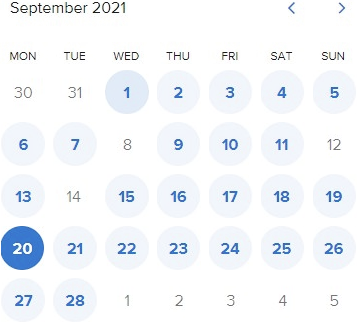 September 2021
MON TUE WED THU FRI SAT SUN
30 31 1 2 3 4 5
6 7 8 9 10 11 12
13 14 15 16 17 18 19
20 21 22 23 24 25 26
27 28 1 2 3 4 5